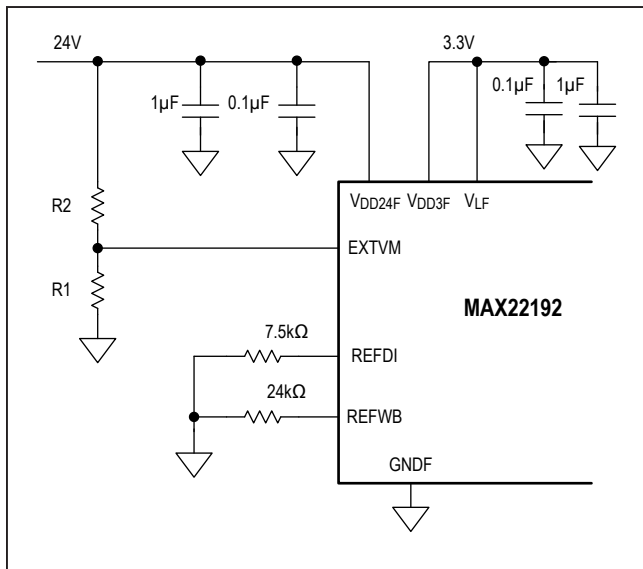 24V
3.3V
1µF
0.1µF
0.1µF
1µF
VDD24F
VDD3F
VLF
R2
EXTVM
R1
MAX22192
7.5kΩ
REFDI
24kΩ
REFWB
GNDF